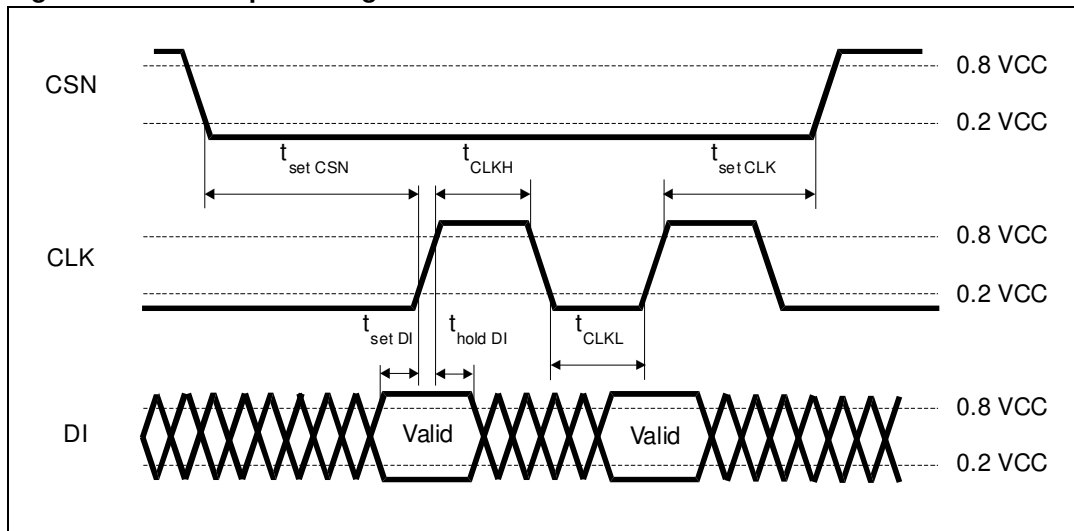 CSN
0.8 VCC
0.2 VCC
t set CSN
t CLKH
t set CLK
CLK
0.8 VCC
0.2 VCC
t set DI
t hold DI
t CLKL
DI
Valid
Valid
0.8 VCC
0.2 VCC